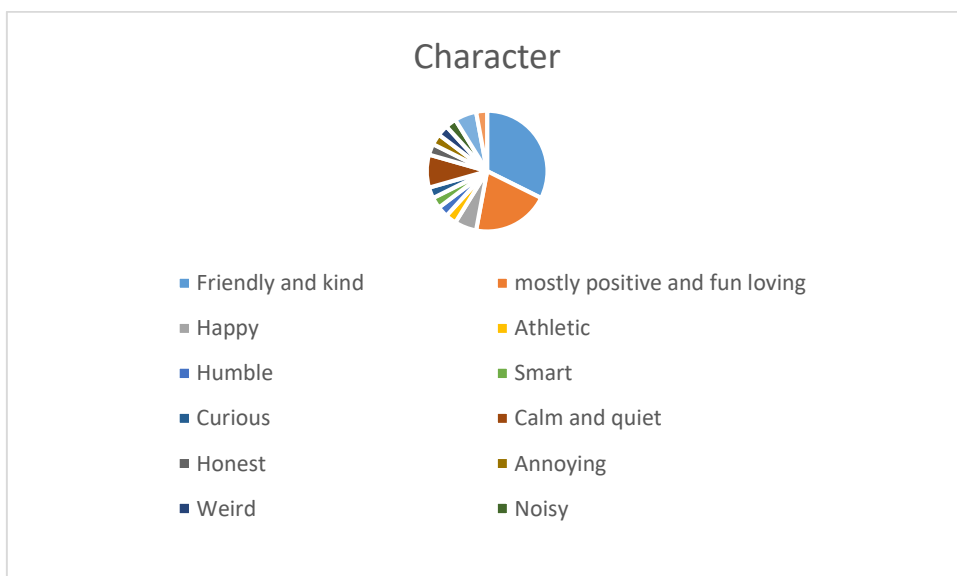 Character
Friendly and kind
mostly positive and fun loving
Happy
Athletic
Humble
Smart
Curious
Calm and quiet
Honest
Annoying
Weird
Noisy